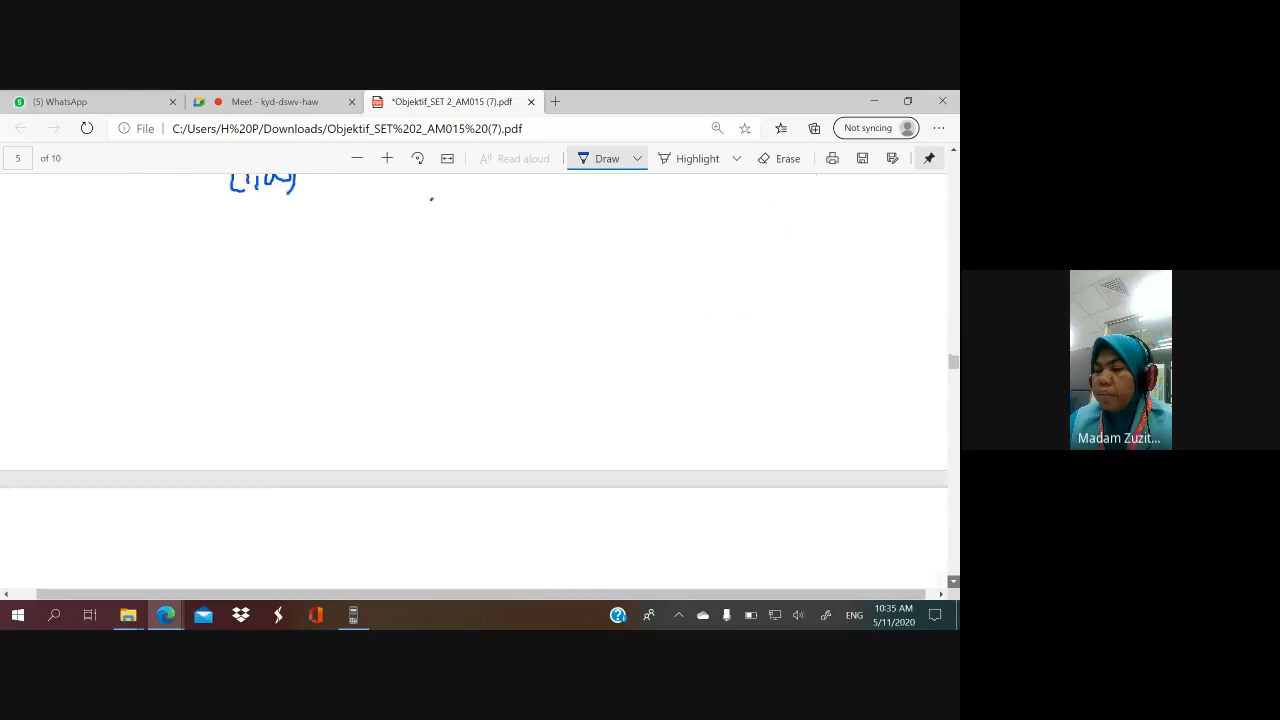 (5) WhatsApp
Meet - kyd-dswv-haw
*Objektif_SET 2_AM015 (7).pdf
File
C:/Users/H%20P/Downloads/Objektif_SET%202_AM015%20(7).pdf
Not syncing
5 of 10
Read aloud
Draw
Highlight
Erase
Madam Zuzit...
ENG
10:35 AM
5/11/2020